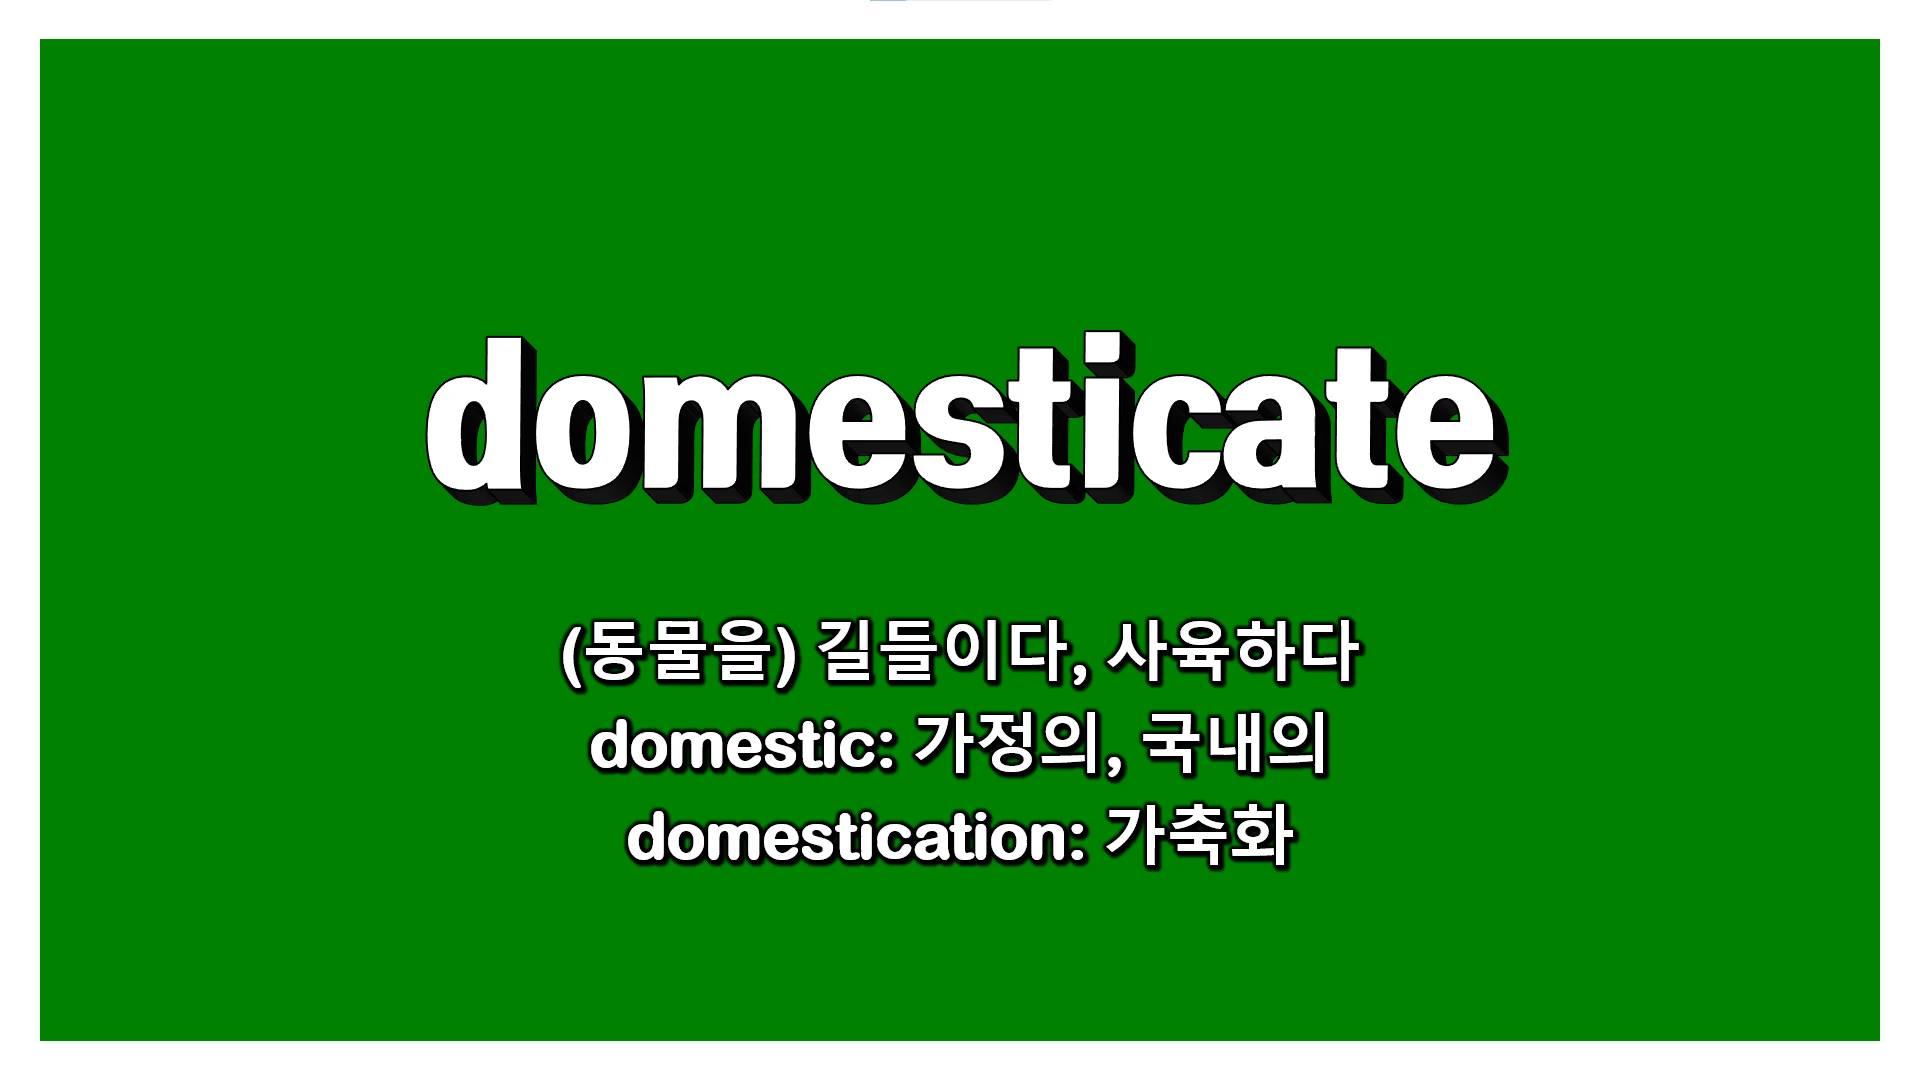 domesticate
(동물을) 길들이다, 사육하다
domestic: 가정의, 국내의
domestication: 가축화